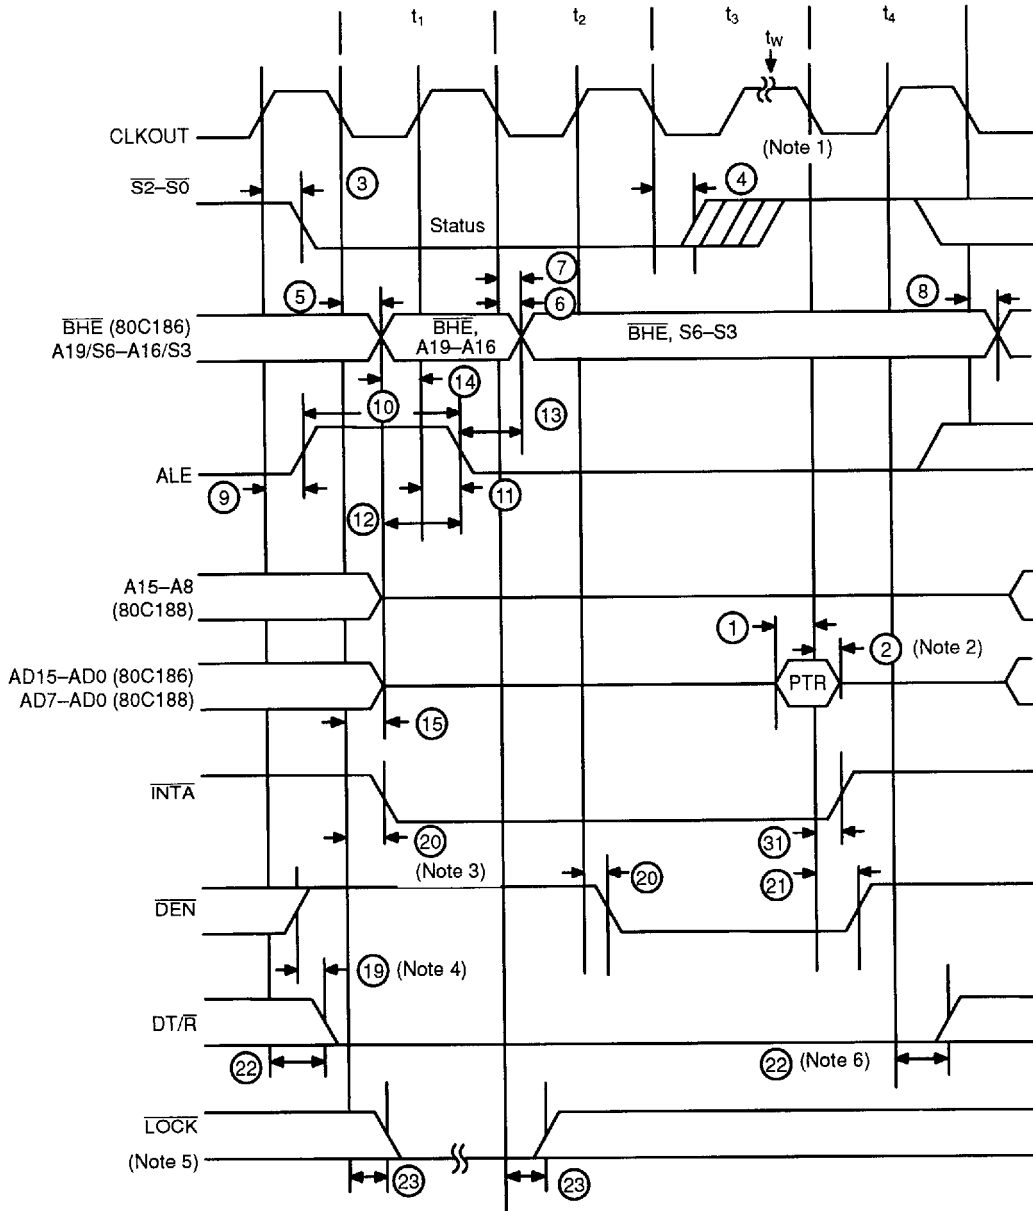 t1 t2 t3 t4
tW
CLKOUT
(Note 1)
S2–S0
3
4
Status
7
5
6
8
BHE (80C186)
A19/S6–A16/S3
BHE,
A19–A16
BHE, S6–S3
14
10
13
ALE
9
11
12
A15–A8
(80C188)
1
2 (Note 2)
AD15–AD0 (80C186)
AD7–AD0 (80C188)
PTR
15
INTA
20
31
(Note 3)
20
21
DEN
19 (Note 4)
DT/R
22
22 (Note 6)
LOCK
(Note 5)
23
23